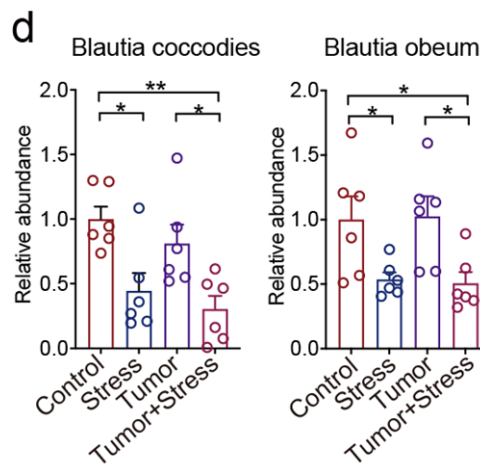 d
Blautia coccodies
Blautia obeum
Relative abundance
2.0
1.5
1.0
0.5
0.0
**
*
*
Control
Stress
Tumor
Tumor+Stress
Relative abundance
2.0
1.5
1.0
0.5
0.0
*
*
*
Control
Stress
Tumor
Tumor+Stress